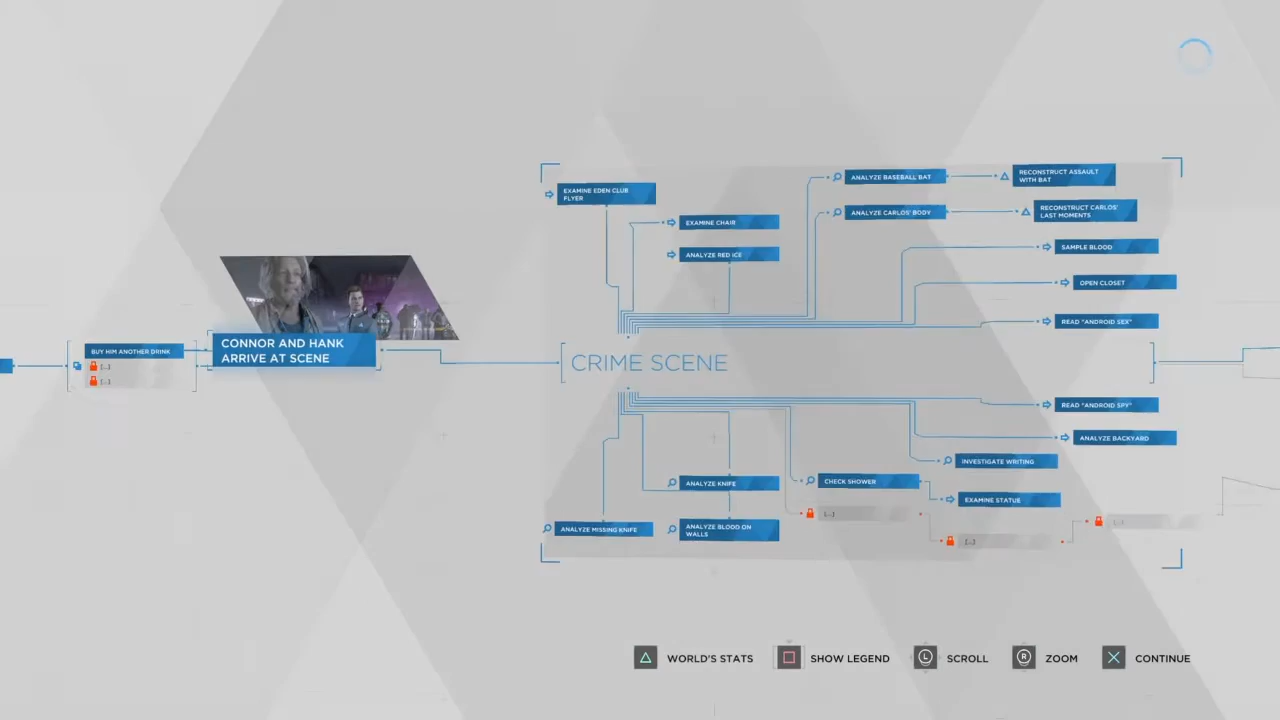 ANALYZE BASEBALL BAT
RECONSTRUCT ASSAULT
WITH BAT
EXAMINE EDEN CLUB
FLYER
ANALYZE CARLOS' BODY
RECONSTRUCT CARLOS'
LAST MOMENTS
EXAMINE CHAIR
SAMPLE BLOOD
ANALYZE RED ICE
OPEN CLOSET
READ "ANDROID SEX"
BUY HIM ANOTHER DRINK
[...]
[...]
CONNOR AND HANK
ARRIVE AT SCENE
CRIME SCENE
READ "ANDROID SPY"
ANALYZE BACKYARD
INVESTIGATE WRITING
ANALYZE KNIFE
CHECK SHOWER
EXAMINE STATUE
[...]
[...]
[...]
ANALYZE MISSING KNIFE
ANALYZE BLOOD ON
WALLS
WORLD'S STATS
SHOW LEGEND
L SCROLL
R ZOOM
CONTINUE